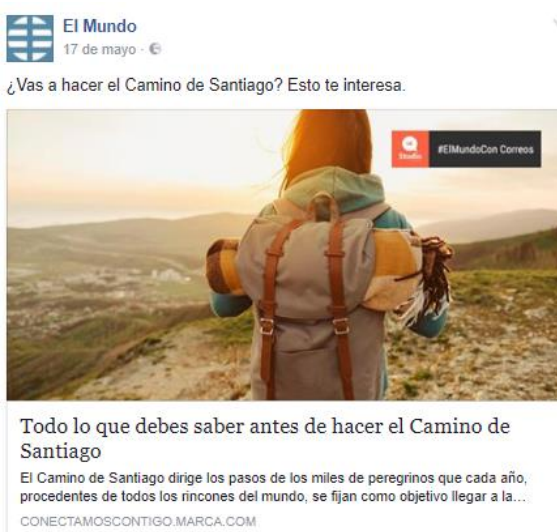 El Mundo
17 de mayo ·
¿Vas a hacer el Camino de Santiago? Esto te interesa.
Studio
#ElMundoCon Correos
Todo lo que debes saber antes de hacer el Camino de
Santiago
El Camino de Santiago dirige los pasos de los miles de peregrinos que cada año,
procedentes de todos los rincones del mundo, se fijan como objetivo llegar a la...
CONECTAMOSCONTIGO.MARCA.COM